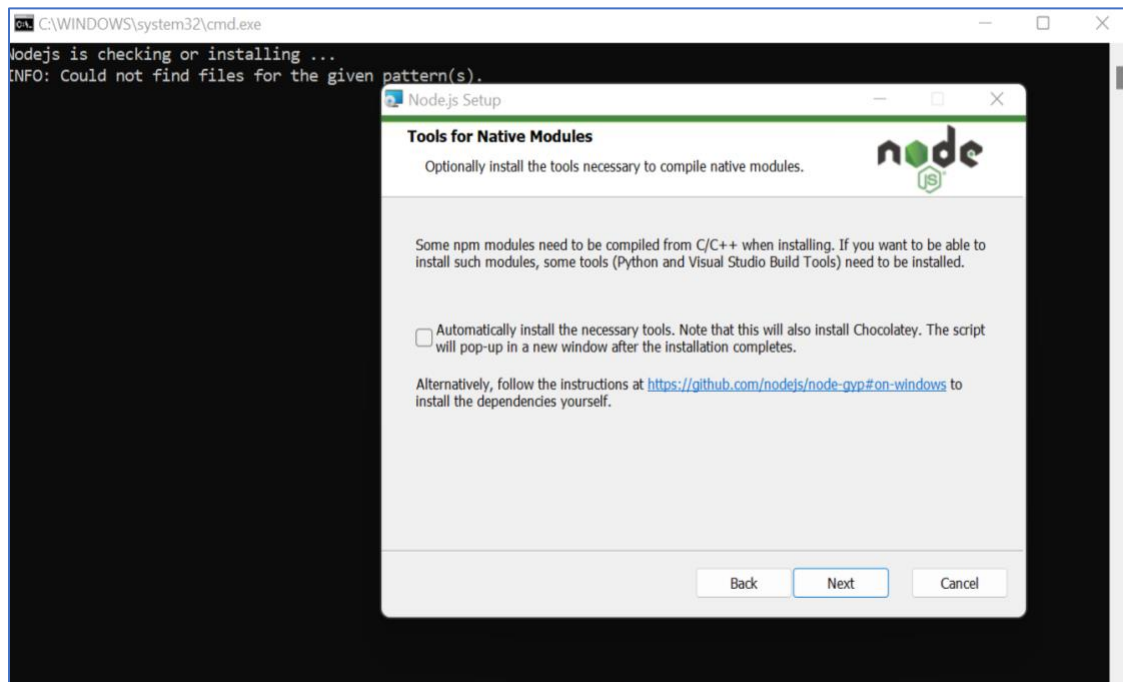 C:\WINDOWS\system32\cmd.exe
Nodejs is checking or installing ...
INFO: Could not find files for the given pattern(s).
Node.js Setup
Tools for Native Modules
Optionally install the tools necessary to compile native modules.
node
JS
Some npm modules need to be compiled from C/C++ when installing. If you want to be able to
install such modules, some tools (Python and Visual Studio Build Tools) need to be installed.
Automatically install the necessary tools. Note that this will also install Chocolatey. The script
will pop-up in a new window after the installation completes.
Alternatively, follow the instructions at https://github.com/nodejs/node-gyp#on-windows to
install the dependencies yourself.
Back Next Cancel